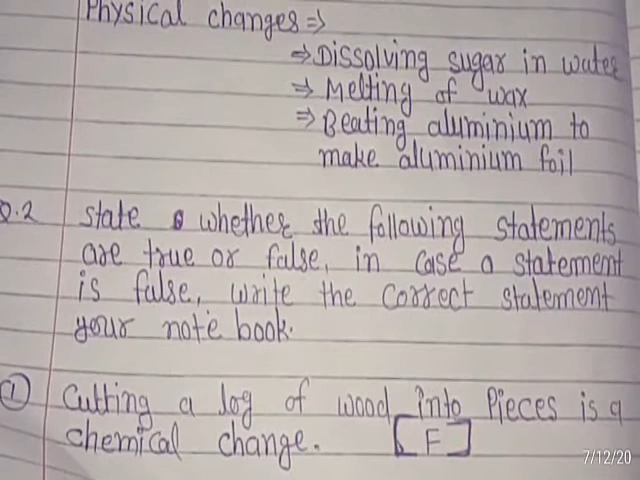 Physical changes ⇒
⇒ Dissolving sugar in water
⇒ Melting of wax
⇒ Beating aluminium to
make aluminium foil
Q.2 state whether the following statements
are true or false, in case a statement
is false, write the correct statement
your note book.
① Cutting a log of wood into Pieces is a
chemical change. [F]
7/12/20